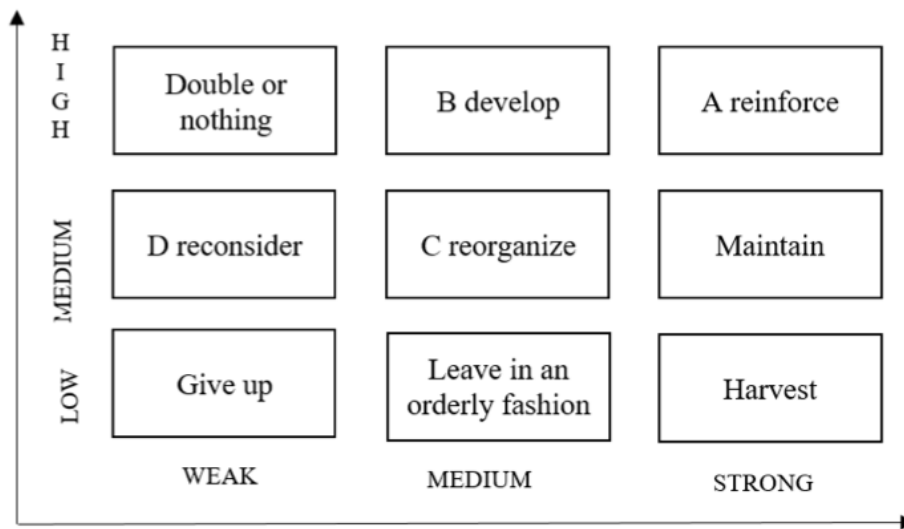 HIGH
Double or
nothing
B develop
A reinforce
MEDIUM
D reconsider
C reorganize
Maintain
LOW
Give up
Leave in an
orderly fashion
Harvest
WEAK
MEDIUM
STRONG